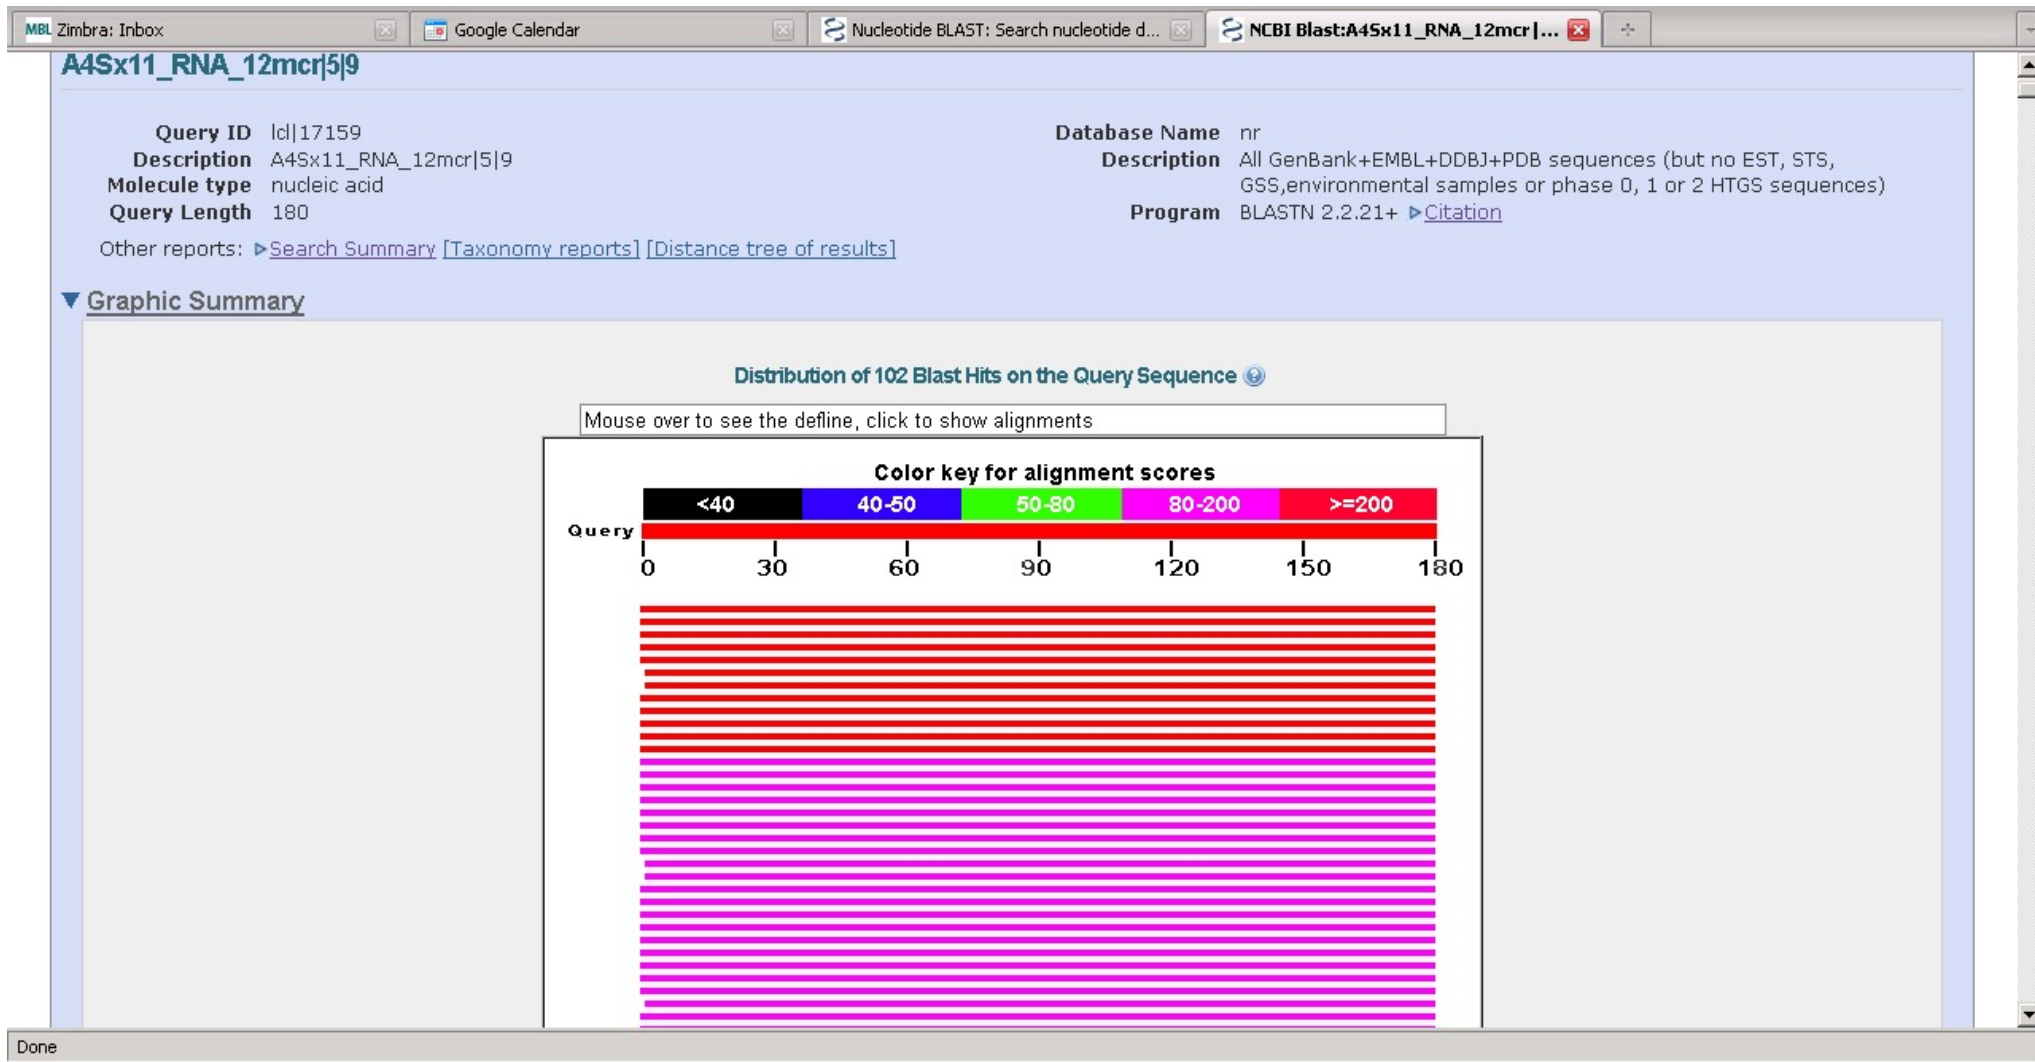 MBL Zimbra: Inbox
Google Calendar
Nucleotide BLAST: Search nucleotide d...
NCBI Blast:A4Sx11_RNA_12mcr|...
A4Sx11_RNA_12mcr|5|9
Query ID lcl|17159
Description A4Sx11_RNA_12mcr|5|9
Molecule type nucleic acid
Query Length 180
Database Name nr
Description All GenBank+EMBL+DDBJ+PDB sequences (but no EST, STS,
GSS,environmental samples or phase 0, 1 or 2 HTGS sequences)
Program BLASTN 2.2.21+ Citation
Other reports: Search Summary [Taxonomy reports] [Distance tree of results]
Graphic Summary
Distribution of 102 Blast Hits on the Query Sequence
Mouse over to see the defline, click to show alignments
Color key for alignment scores
<40 40-50 50-80 80-200 >=200
Query
0 30 60 90 120 150 180
Done